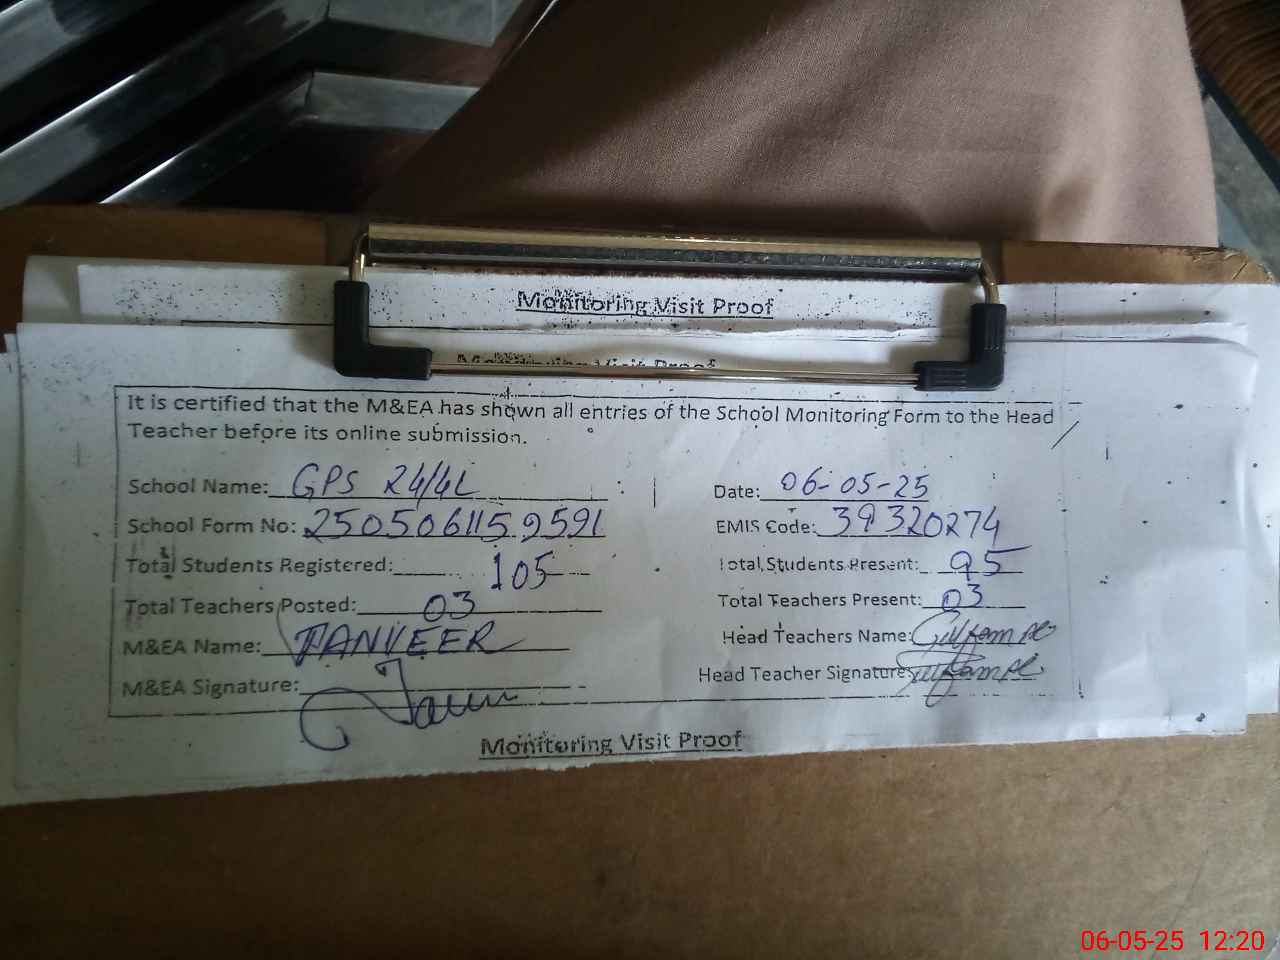 Monitoring Visit Proof
Monitoring Visit Proof
It is certified that the M&EA has shown all entries of the School Monitoring Form to the Head
Teacher before its online submission.
School Name: GPS 24/4L Date: 06-05-25
School Form No: 2505061159591 EMIS Code: 39320274
Total Students Registered: 105 Total Students Present: 95
Total Teachers Posted: 03 Total Teachers Present: 03
M&EA Name: TANVEER Head Teachers Name:
M&EA Signature: Head Teacher Signature:
Monitoring Visit Proof
06-05-25 12:20